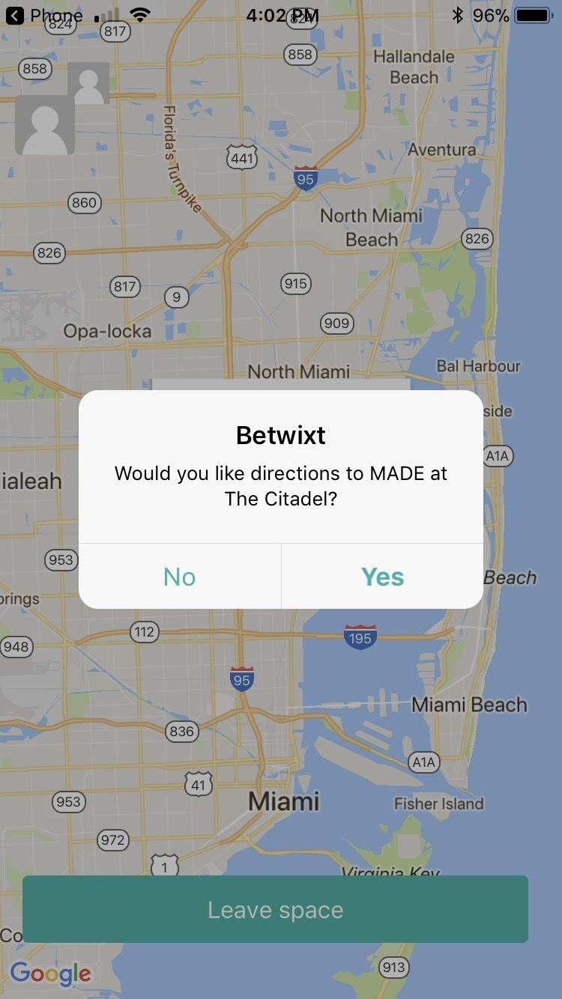 Phone
4:02 PM
96%
824
817
824
858
858
Hallandale
Beach
Florida's Turnpike
441
95
Aventura
860
North Miami
Beach
826
826
817
9
915
909
Opa-locka
North Miami
Bal Harbour
side
A1A
ialeah
Betwixt
Would you like directions to MADE at
The Citadel?
No
Yes
953
Beach
prings
112
195
948
95
Miami Beach
836
A1A
41
953
Miami
Fisher Island
972
1
Virginia Key
Leave space
Co
Google
913